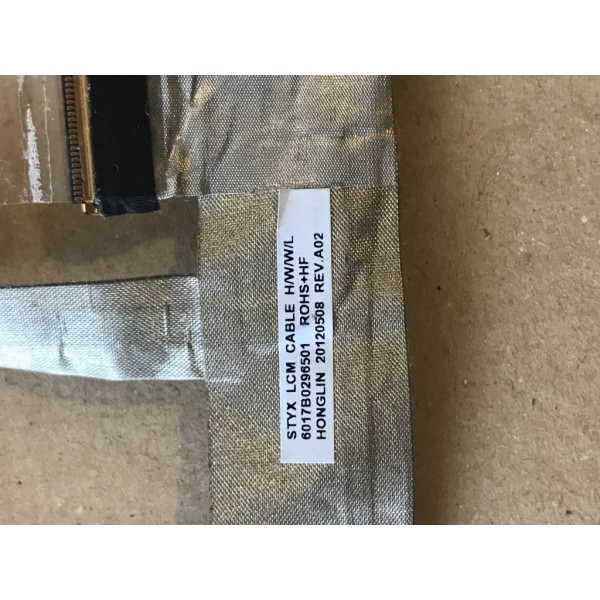 STYX LCM CABLE H/W/W/L
6017B0296501 ROHS+HF
HONGLIN 20120508 REV.A02